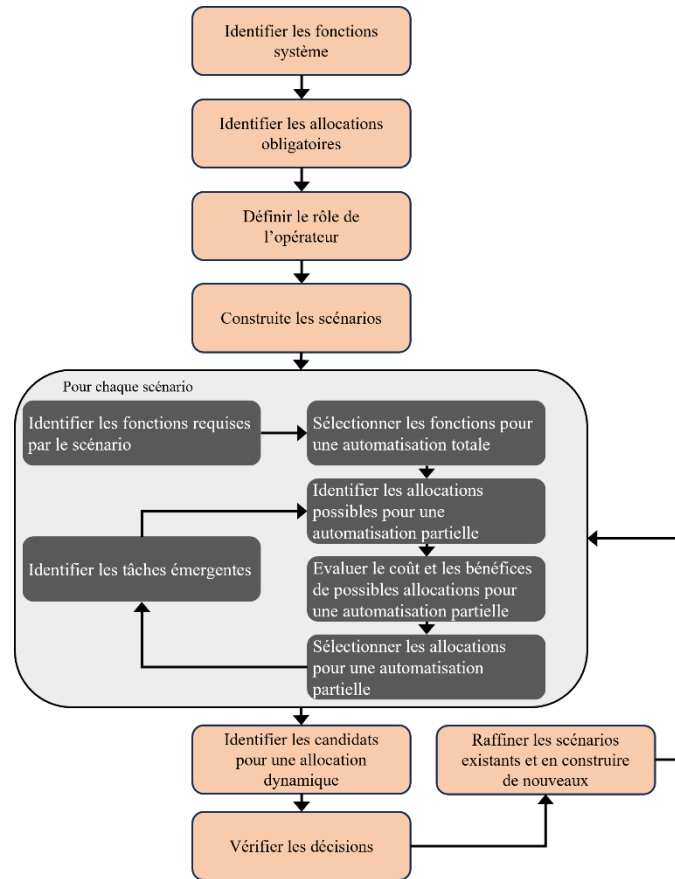 Identifier les fonctions
système
Identifier les allocations
obligatoires
Définir le rôle de
l’opérateur
Construite les scénarios
Pour chaque scénario
Identifier les fonctions requises
par le scénario
Sélectionner les fonctions pour
une automatisation totale
Identifier les allocations
possibles pour une
automatisation partielle
Evaluer le coût et les bénéfices
de possibles allocations pour
une automatisation partielle
Sélectionner les allocations
pour une automatisation
partielle
Identifier les tâches émergentes
Identifier les candidats
pour une allocation
dynamique
Vérifier les décisions
Raffiner les scénarios
existants et en construire
de nouveaux